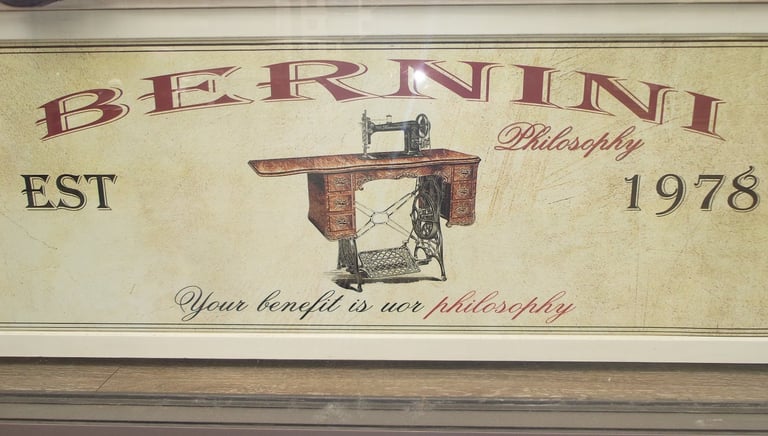 BERNINI
Philosophy
EST
1978
Your benefit is uor philosophy